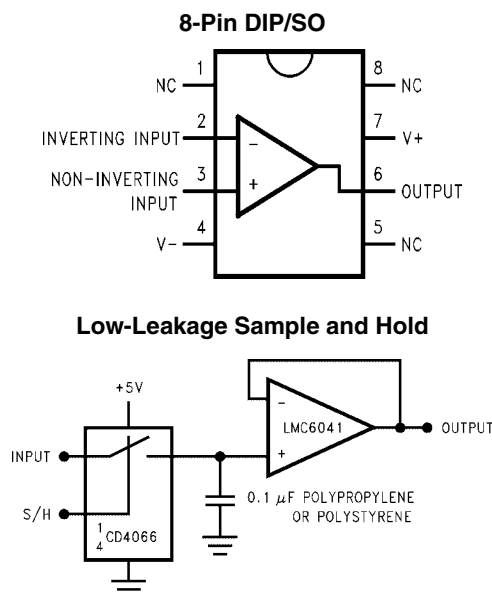 8-Pin DIP/SO
1
8
NC
NC
2
7
INVERTING INPUT
–
V+
3
6
NON–INVERTING
INPUT
+
OUTPUT
4
5
V–
NC
Low-Leakage Sample and Hold
+5V
–
LMC6041
OUTPUT
INPUT
+
0.1 µF POLYPROPYLENE
OR POLYSTYRENE
S/H
1
4
CD4066